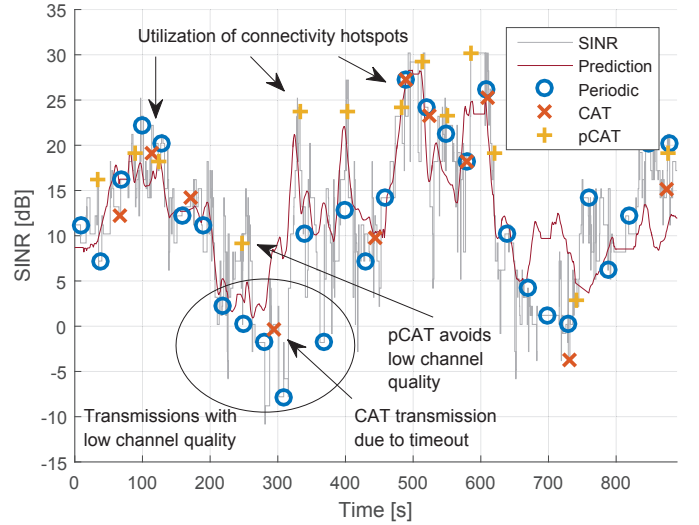 35
30
25
20
15
10
5
0
-5
-10
-15
SINR [dB]
0
100
200
300
400
500
600
700
800
Time [s]
Utilization of connectivity hotspots
SINR
Prediction
Periodic
CAT
pCAT
pCAT avoids
low channel
quality
Transmissions with
low channel quality
CAT transmission
due to timeout